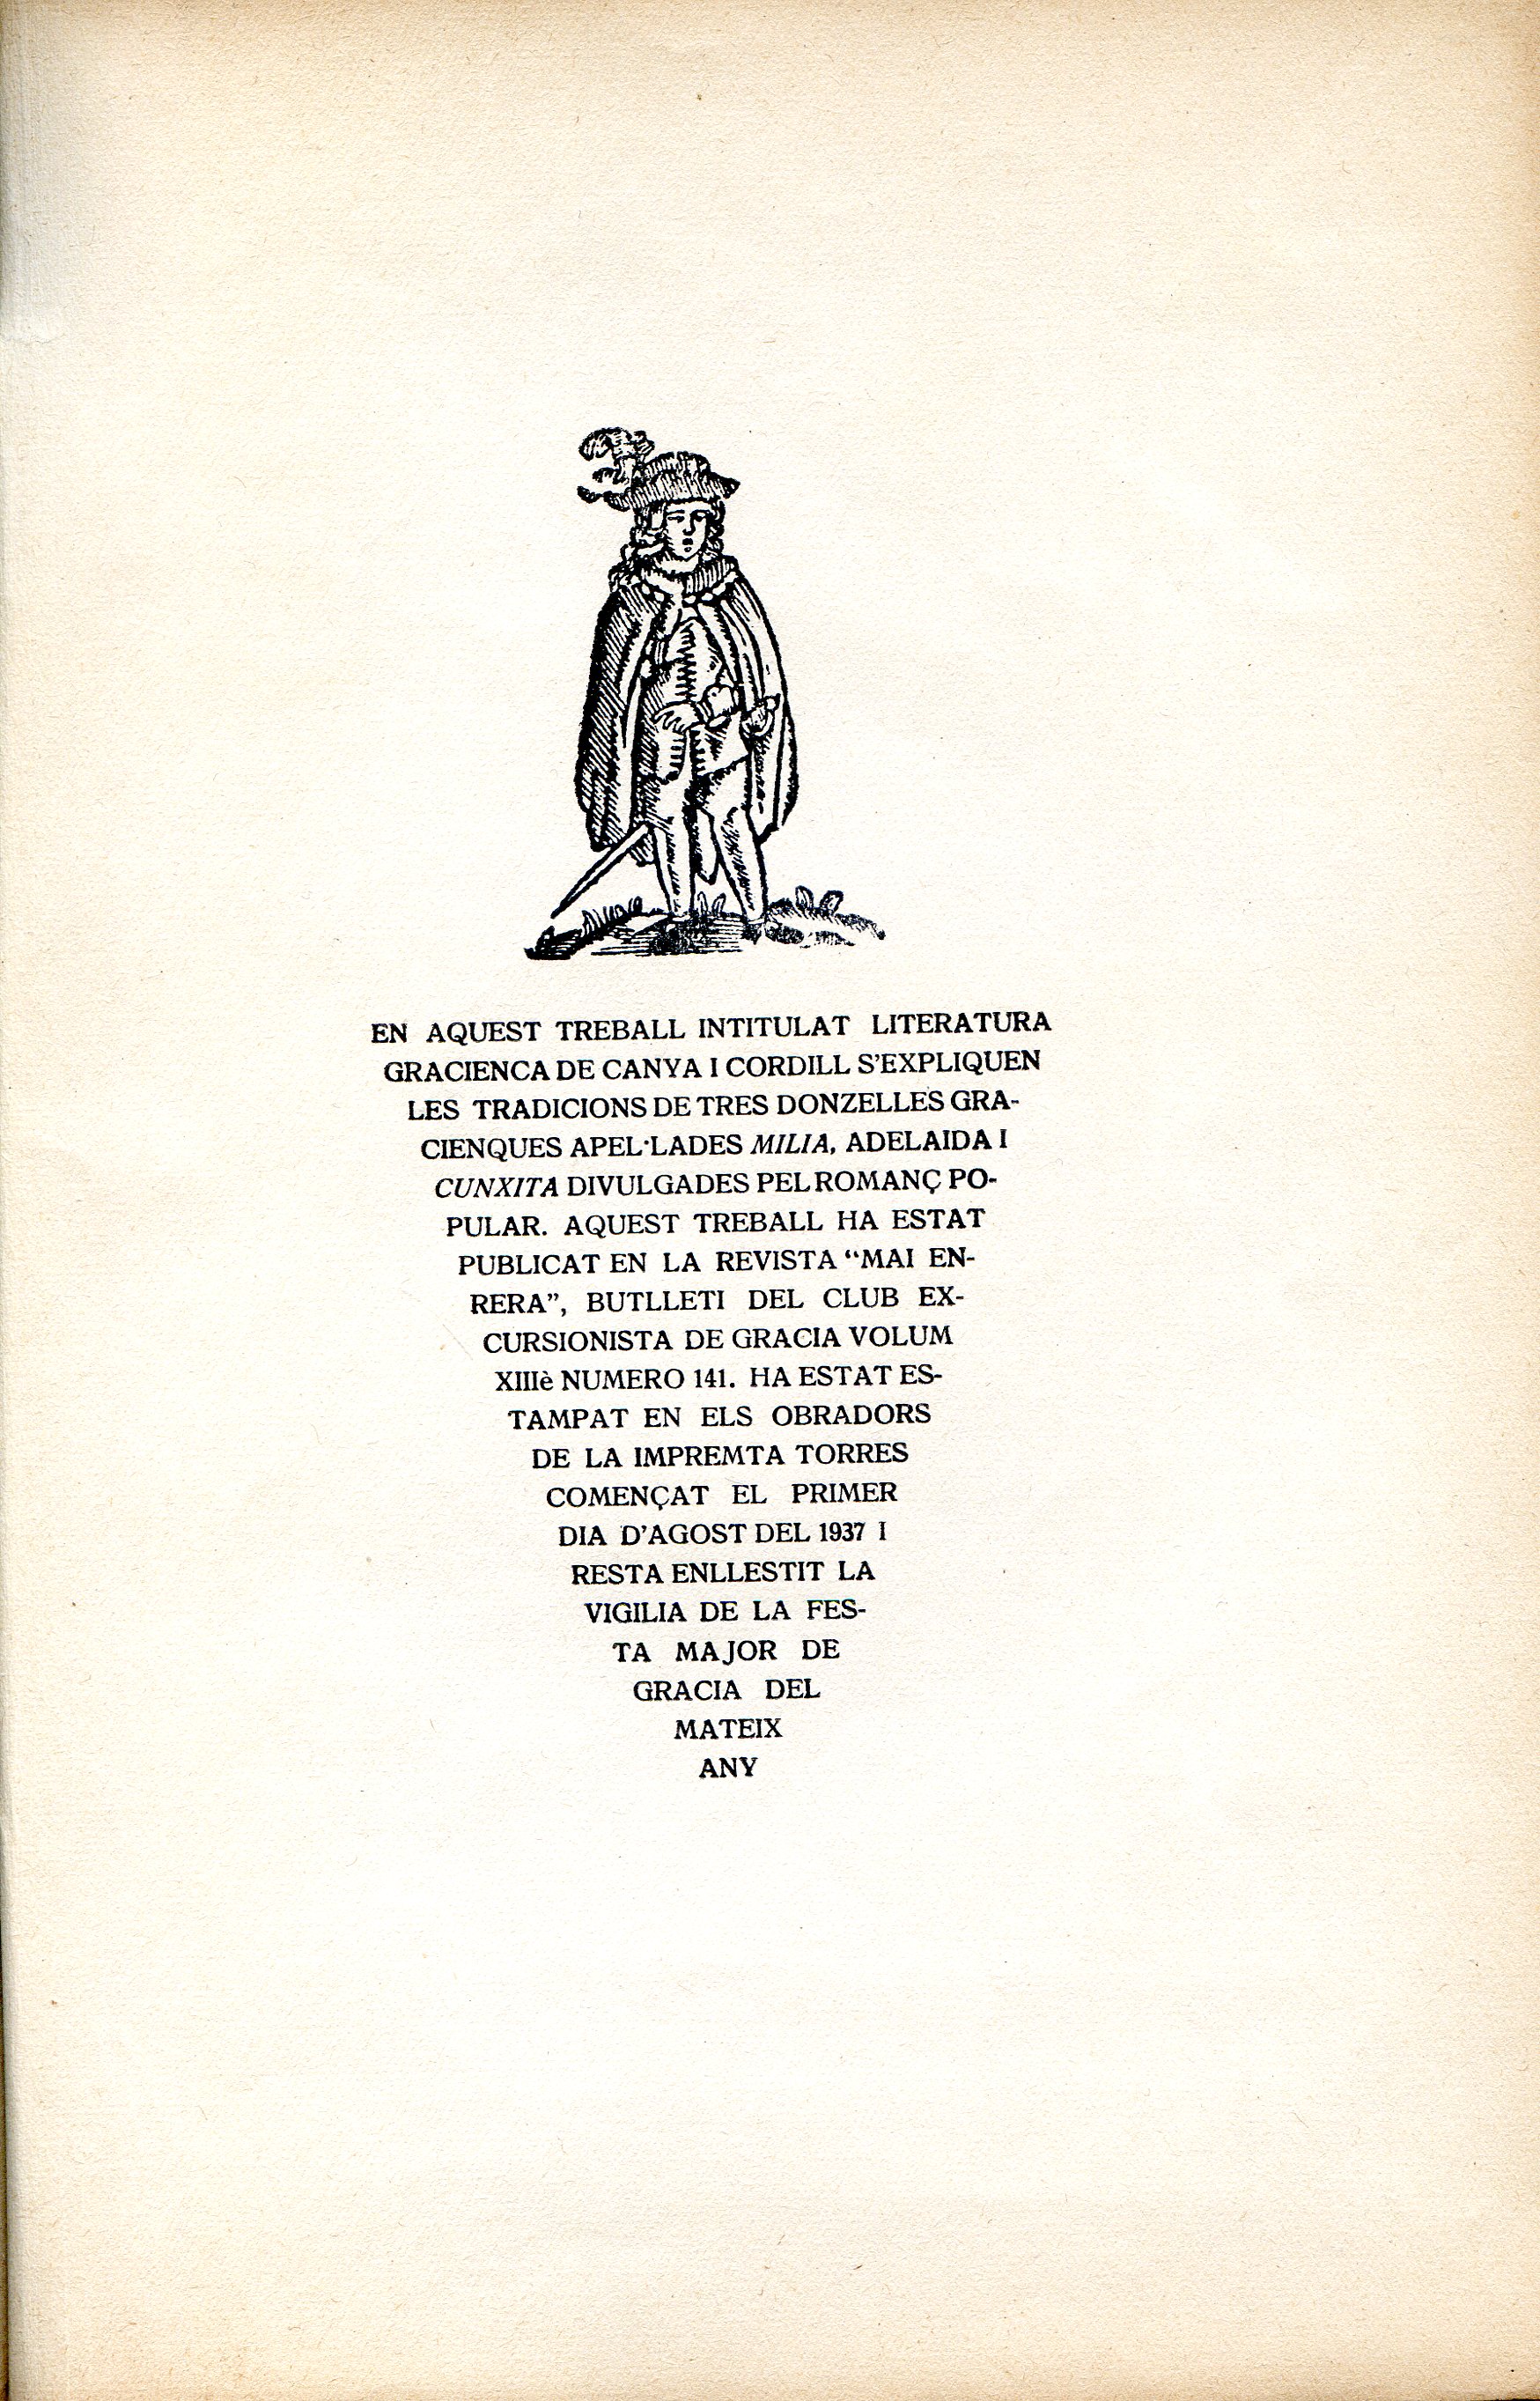 EN AQUEST TREBALL INTITULAT LITERATURA
GRACIENCA DE CANYA I CORDILL S'EXPLIQUEN
LES TRADICIONS DE TRES DONZELLES GRA-
CIENQUES APEL·LADES MILIA, ADELAIDA I
CUNXITA DIVULGADES PEL ROMANÇ PO-
PULAR. AQUEST TREBALL HA ESTAT
PUBLICAT EN LA REVISTA “MAI EN-
RERA”, BUTLLETI DEL CLUB EX-
CURSIONISTA DE GRACIA VOLUM
XIIIè NUMERO 141. HA ESTAT ES-
TAMPAT EN ELS OBRADORS
DE LA IMPREMTA TORRES
COMENÇAT EL PRIMER
DIA D'AGOST DEL 1937 I
RESTA ENLLESTIT LA
VIGILIA DE LA FES-
TA MAJOR DE
GRACIA DEL
MATEIX
ANY